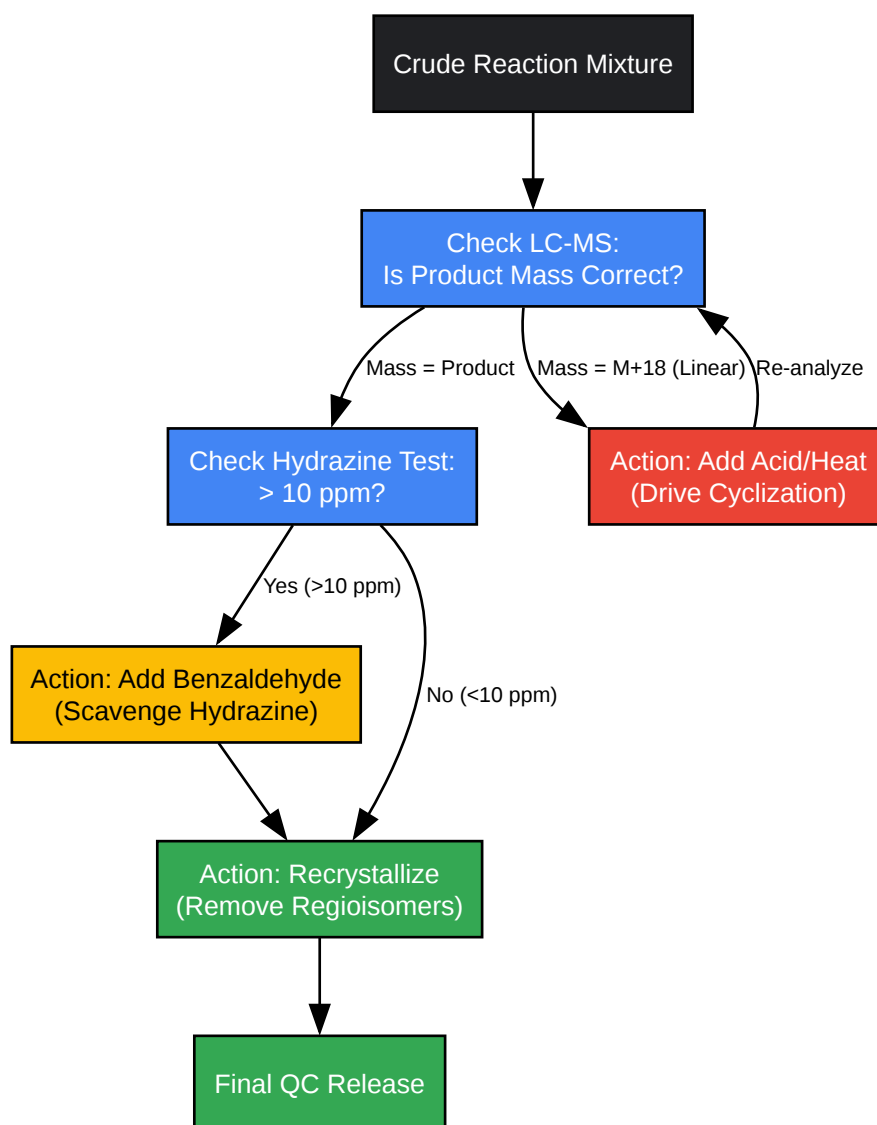 Crude Reaction Mixture
Check LC-MS:
Is Product Mass Correct?
Mass = Product
Mass = M+18 (Linear)
Re-analyze
Check Hydrazine Test:
> 10 ppm?
Action: Add Acid/Heat
(Drive Cyclization)
Yes (>10 ppm)
Action: Add Benzaldehyde
(Scavenge Hydrazine)
No (<10 ppm)
Action: Recrystallize
(Remove Regioisomers)
Final QC Release